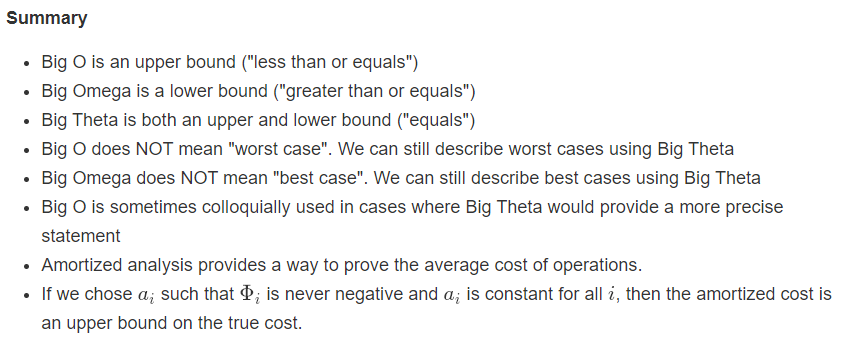 Summary
• Big O is an upper bound ("less than or equals")
• Big Omega is a lower bound ("greater than or equals")
• Big Theta is both an upper and lower bound ("equals")
• Big O does NOT mean "worst case". We can still describe worst cases using Big Theta
• Big Omega does NOT mean "best case". We can still describe best cases using Big Theta
• Big O is sometimes colloquially used in cases where Big Theta would provide a more precise
statement
• Amortized analysis provides a way to prove the average cost of operations.
• If we chose aᵢ such that Φᵢ is never negative and aᵢ is constant for all i, then the amortized cost is
an upper bound on the true cost.